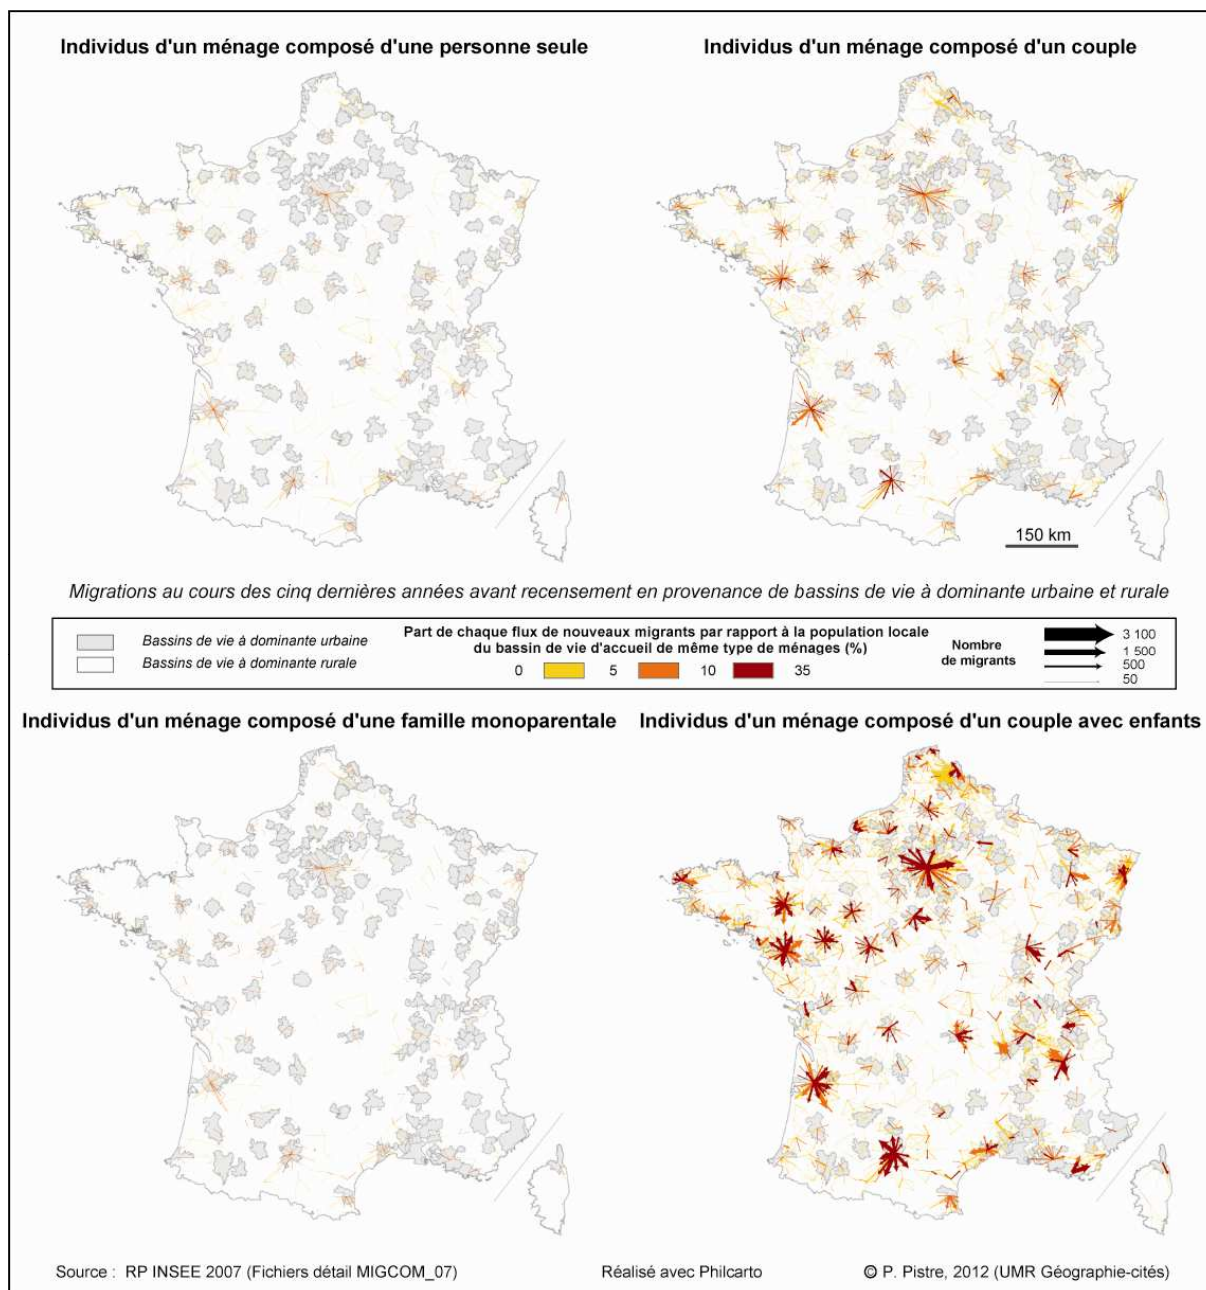 Individus d'un ménage composé d'une personne seule
Individus d'un ménage composé d'un couple
150 km
Migrations au cours des cinq dernières années avant recensement en provenance de bassins de vie à dominante urbaine et rurale
Bassins de vie à dominante urbaine
Bassins de vie à dominante rurale
Part de chaque flux de nouveaux migrants par rapport à la population locale
du bassin de vie d'accueil de même type de ménages (%)
0 5 10 35
Nombre
de migrants
3 100
1 500
500
50
Individus d'un ménage composé d'une famille monoparentale
Individus d'un ménage composé d'un couple avec enfants
Source : RP INSEE 2007 (Fichiers détail MIGCOM_07)
Réalisé avec Philcarto
© P. Pistre, 2012 (UMR Géographie-cités)